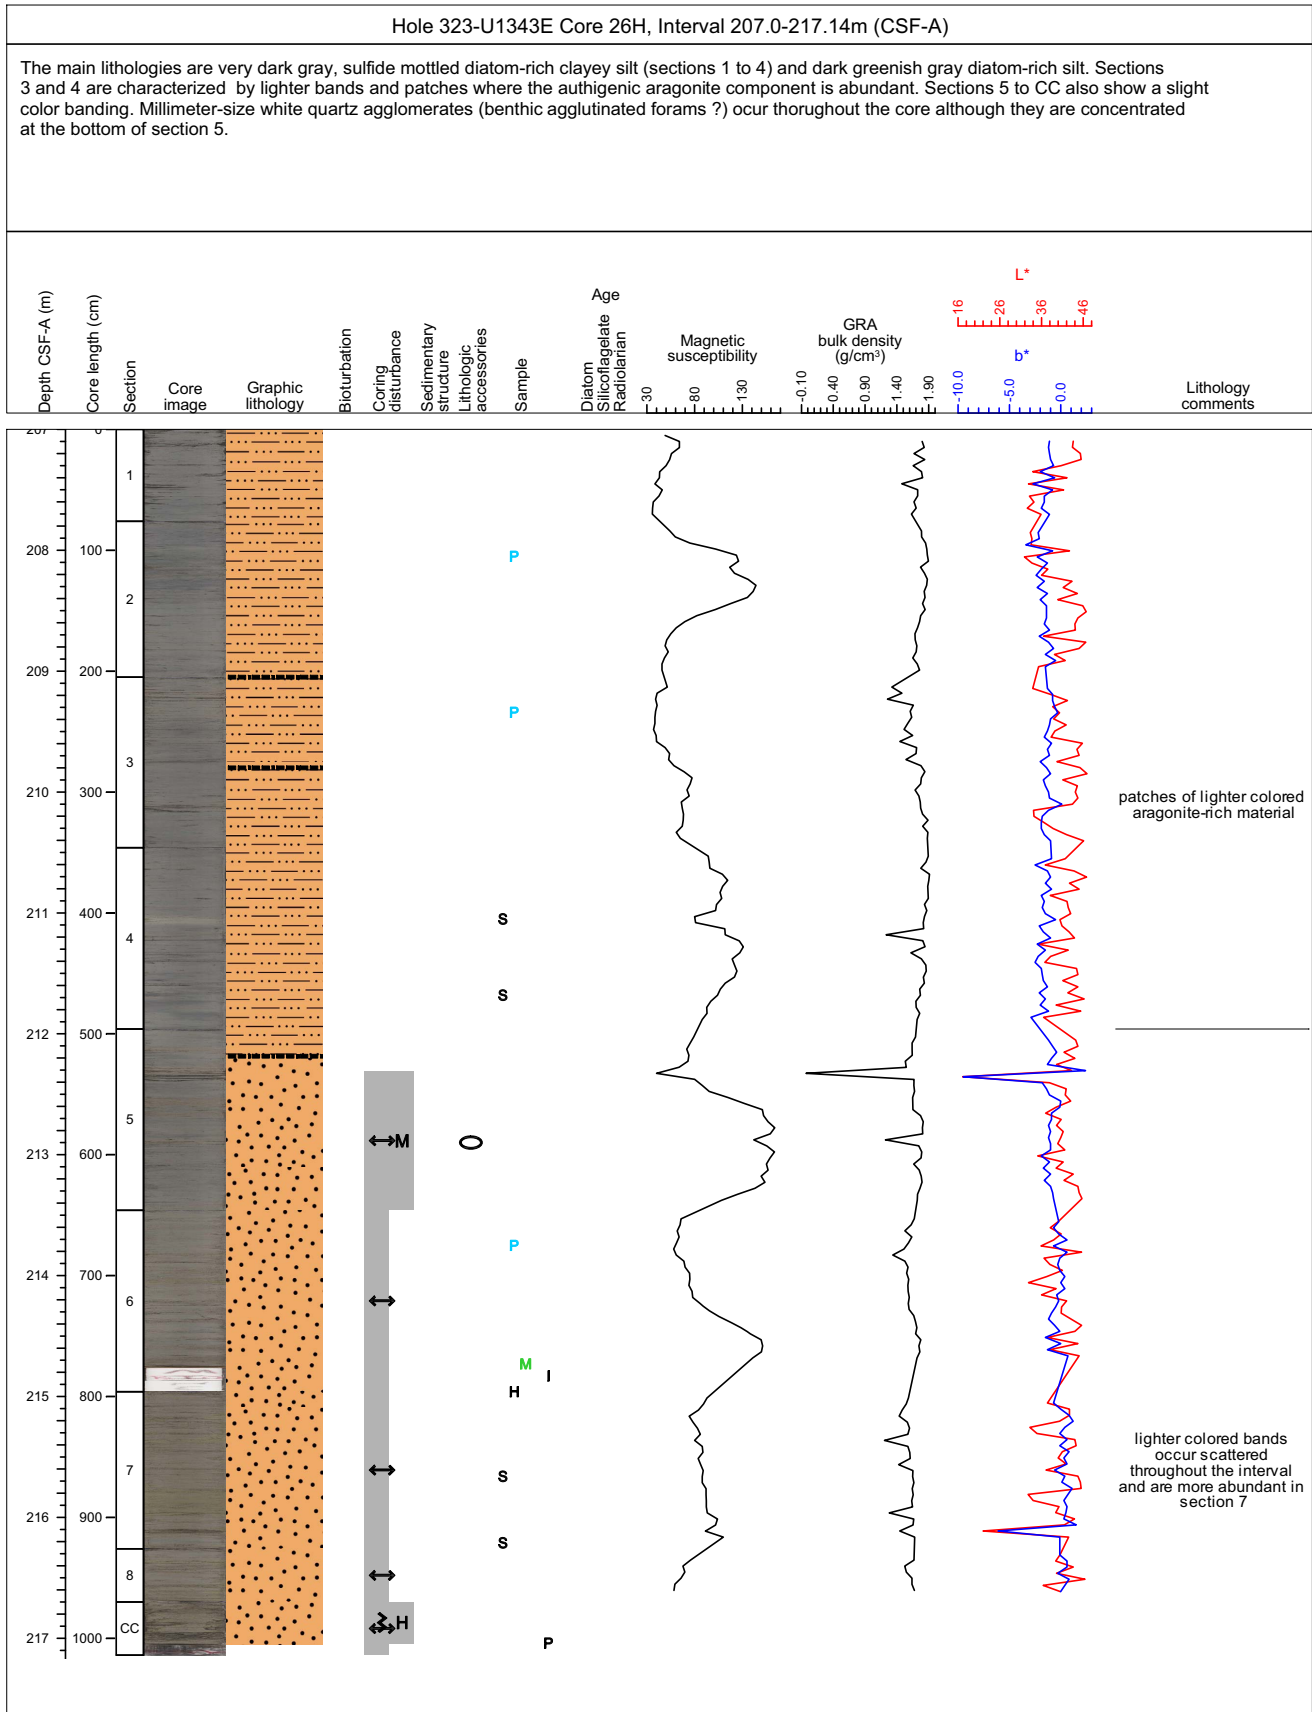 Hole 323-U1343E Core 26H, Interval 207.0-217.14m (CSF-A)
The main lithologies are very dark gray, sulfide mottled diatom-rich clayey silt (sections 1 to 4) and dark greenish gray diatom-rich silt. Sections
3 and 4 are characterized by lighter bands and patches where the authigenic aragonite component is abundant. Sections 5 to CC also show a slight
color banding. Millimeter-size white quartz agglomerates (benthic agglutinated forams ?) ocur thorughout the core although they are concentrated
at the bottom of section 5.
Depth CSF-A (m)
Core length (cm)
Section
Core
image
Graphic
lithology
Bioturbation
Coring
disturbance
Sedimentary
structure
Lithologic
accessories
Sample
Age
Diatom
Silicoflagelate
Radiolarian
Magnetic
susceptibility
30 80 130
GRA
bulk density
(g/cm³)
-0.10 0.40 0.90 1.40 1.90
L*
16 26 36 46
b*
-10.0 -5.0 0.0
Lithology
comments
207 0
1
208 100
P
2
209 200
P
3
210 300
patches of lighter colored
aragonite-rich material
211 400
S
4
S
212 500
5
M
213 600
P
214 700
6
M
I
H
215 800
lighter colored bands
occur scattered
throughout the interval
and are more abundant in
section 7
7
S
216 900
S
8
CC
H
217 1000
P